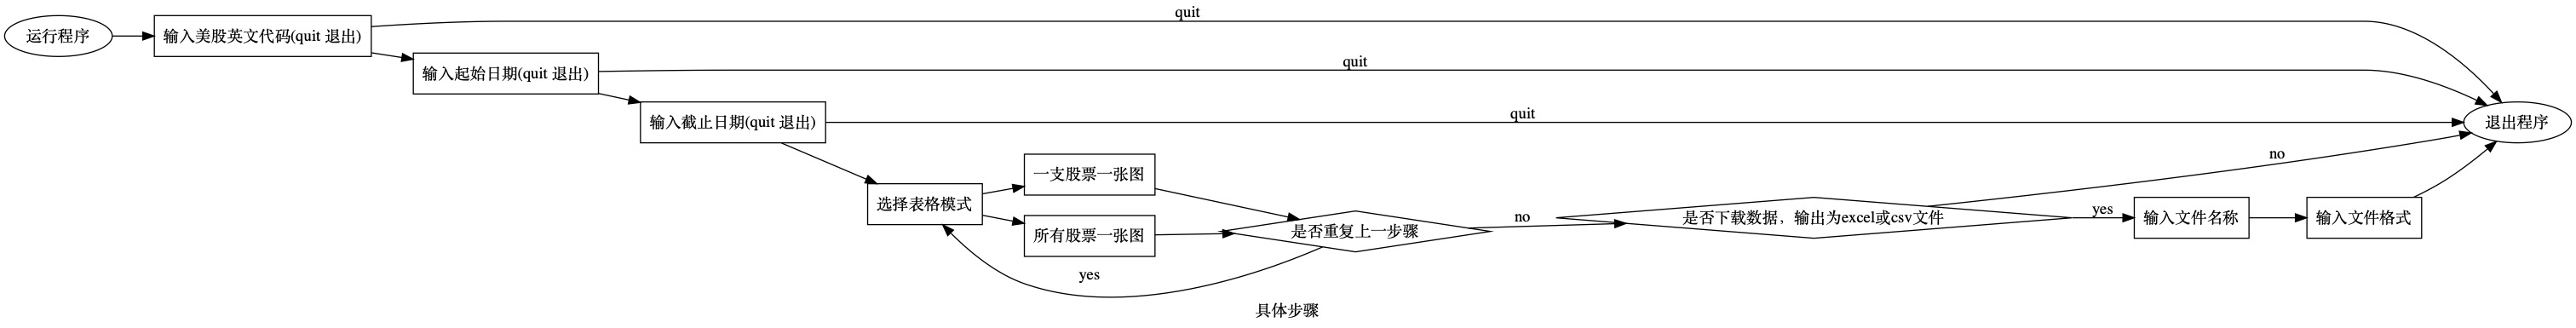 运行程序
输入美股英文代码(quit 退出)
quit
输入起始日期(quit 退出)
quit
输入截止日期(quit 退出)
quit
退出程序
选择表格模式
一支股票一张图
所有股票一张图
是否重复上一步骤
yes
no
是否下载数据，输出为excel或csv文件
no
yes
输入文件名称
输入文件格式
具体步骤